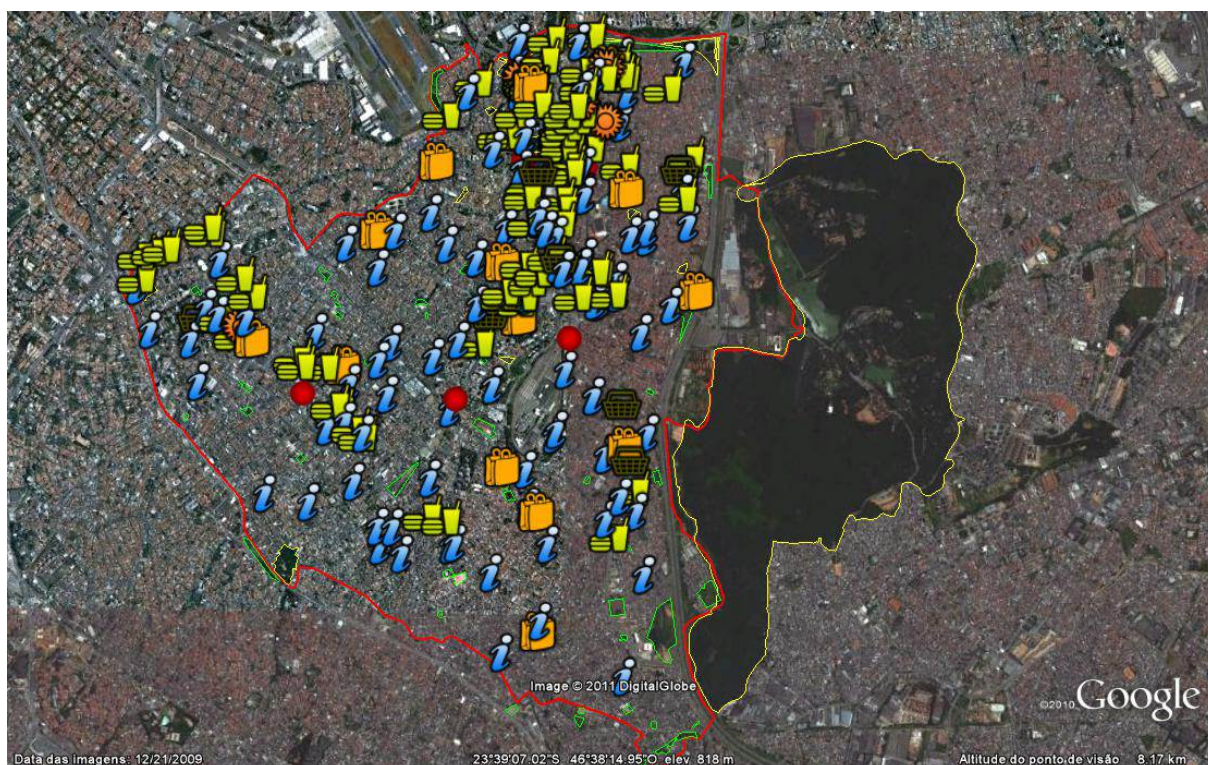 Image © 2011 DigitalGlobe
©2010 Google
Data das imagens: 12/21/2009
23°39'07.02"S 46°38'14.95"O elev 818 m
Altitude do ponto de visão 8.17 km